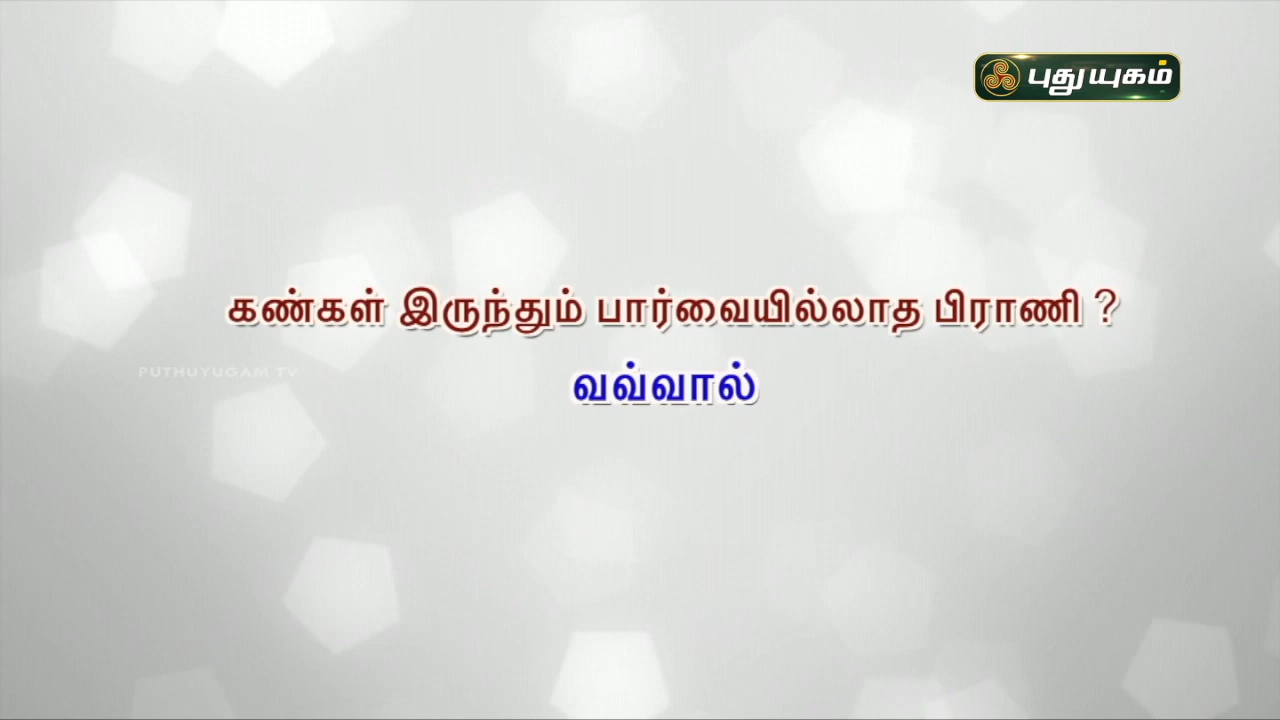 புதுயுகம்
கண்கள் இருந்தும் பார்வையில்லாத பிராணி ?
PUTHUYUGAM TV
வவ்வால்